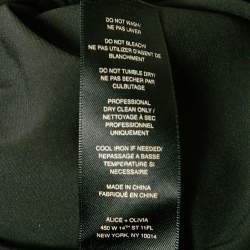 DO NOT WASH/
NE PAS LAVER
DO NOT BLEACH/
NE PAS UTILIZER D'AGENT DE
BLANCHIMENT
DO NOT TUMBLE DRY/
NE PAS SECHER PAR
CULBUTAGE
PROFESSIONAL
DRY CLEAN ONLY /
NETTOYAGE À SEC
PROFESSIONNEL
UNIQUEMENT
COOL IRON IF NEEDED/
REPASSAGE A BASSE
TEMPERATURE SI
NECESSAIRE
MADE IN CHINA
FABRIQUÉ EN CHINE
ALICE + OLIVIA
450 W 14ST ST 11FL
NEW YORK, NY 10014